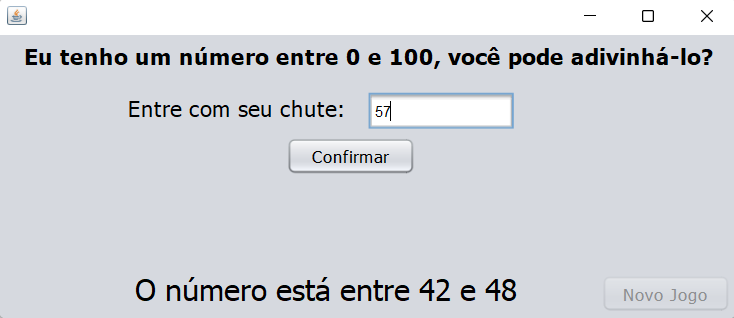 Eu tenho um número entre 0 e 100, você pode adivinhá-lo?
Entre com seu chute: 57
Confirmar
O número está entre 42 e 48
Novo Jogo